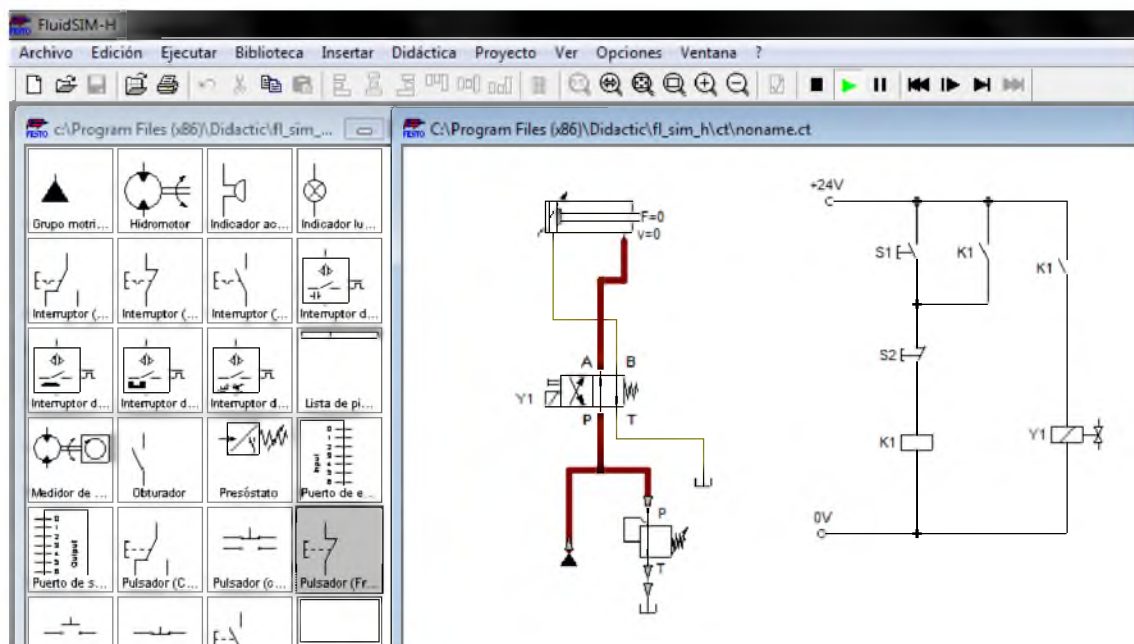 FluidSIM-H
Archivo Edición Ejecutar Biblioteca Insertar Didáctica Proyecto Ver Opciones Ventana ?
c:\Program Files (x86)\Didactic\fl_sim_...
C:\Program Files (x86)\Didactic\fl_sim_h\ct\noname.ct
Grupo motri... Hidromotor Indicador ac... Indicador lu...
Interruptor (... Interruptor (... Interruptor (... Interruptor d...
Interruptor d... Interruptor d... Interruptor d... Lista de pi...
Medidor de ... Obturador Presóstato Puerto de e...
Input
Output
Puerto de s... Pulsador (C... Pulsador (o... Pulsador (Fr...
F=0
v=0
A B
Y1
P T
P
T
+24V
S1 K1
K1
S2
K1 Y1
0V